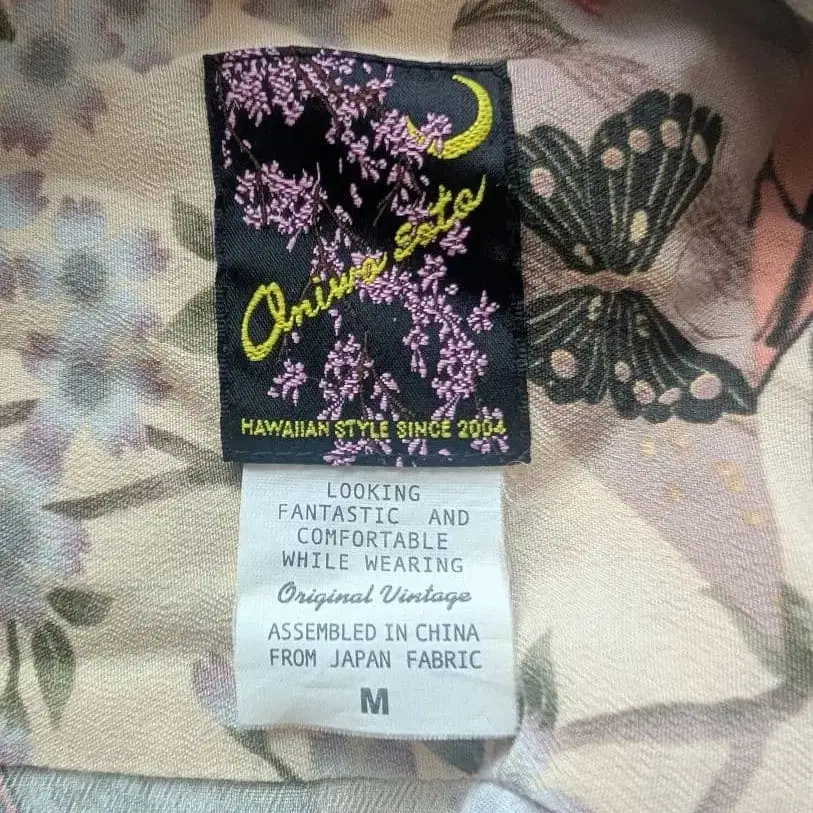 Oniwa Sato
HAWAIIAN STYLE SINCE 2004
LOOKING
FANTASTIC AND
COMFORTABLE
WHILE WEARING
Original Vintage
ASSEMBLED IN CHINA
FROM JAPAN FABRIC
M